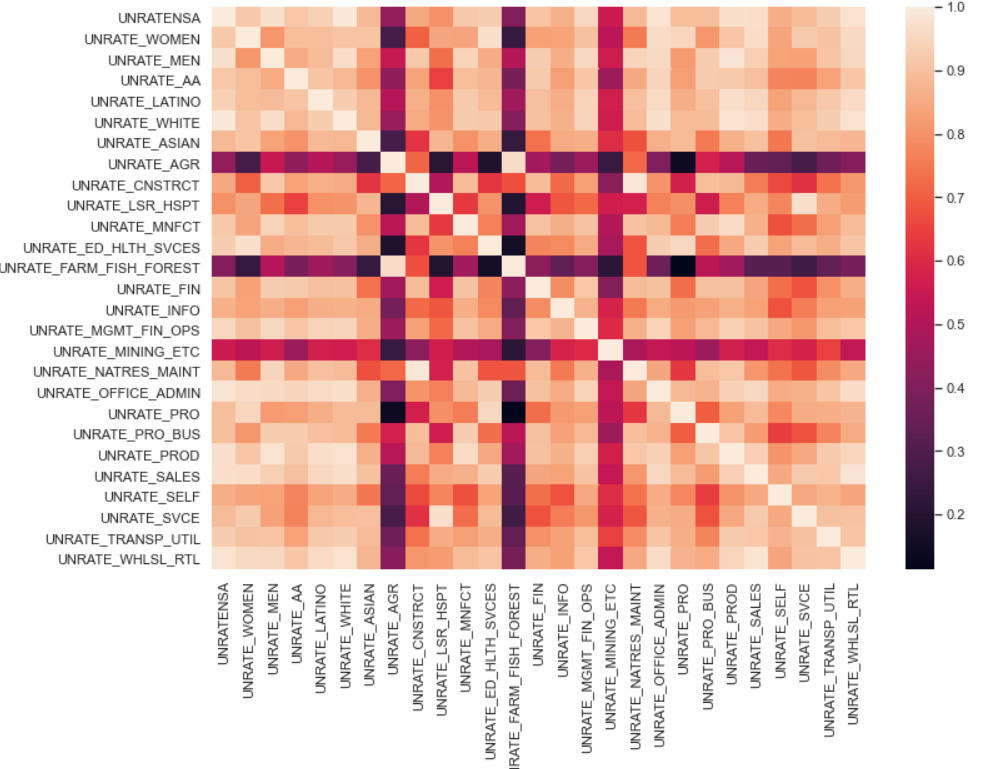 UNRATENSA
UNRATE_WOMEN
UNRATE_MEN
UNRATE_AA
UNRATE_LATINO
UNRATE_WHITE
UNRATE_ASIAN
UNRATE_AGR
UNRATE_CNSTRCT
UNRATE_LSR_HSPT
UNRATE_MNFCT
UNRATE_ED_HLTH_SVCES
UNRATE_FARM_FISH_FOREST
UNRATE_FIN
UNRATE_INFO
UNRATE_MGMT_FIN_OPS
UNRATE_MINING_ETC
UNRATE_NATRES_MAINT
UNRATE_OFFICE_ADMIN
UNRATE_PRO
UNRATE_PRO_BUS
UNRATE_PROD
UNRATE_SALES
UNRATE_SELF
UNRATE_SVCE
UNRATE_TRANSP_UTIL
UNRATE_WHLSL_RTL
UNRATENSA
UNRATE_WOMEN
UNRATE_MEN
UNRATE_AA
UNRATE_LATINO
UNRATE_WHITE
UNRATE_ASIAN
UNRATE_AGR
UNRATE_CNSTRCT
UNRATE_LSR_HSPT
UNRATE_MNFCT
UNRATE_ED_HLTH_SVCES
IRATE_FARM_FISH_FOREST
UNRATE_FIN
UNRATE_INFO
UNRATE_MGMT_FIN_OPS
UNRATE_MINING_ETC
UNRATE_NATRES_MAINT
UNRATE_OFFICE_ADMIN
UNRATE_PRO
UNRATE_PRO_BUS
UNRATE_PROD
UNRATE_SALES
UNRATE_SELF
UNRATE_SVCE
UNRATE_TRANSP_UTIL
UNRATE_WHLSL_RTL
1.0
0.9
0.8
0.7
0.6
0.5
0.4
0.3
0.2